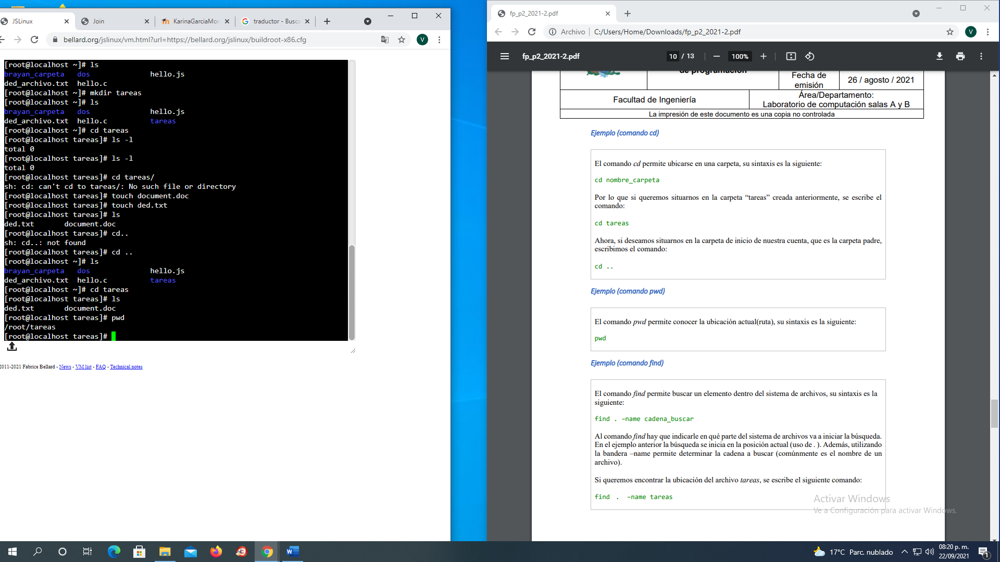 JSLinux
Join
KarinaGarciaMor
traductor - Busca
bellard.org/jslinux/vm.html?url=https://bellard.org/jslinux/buildroot-x86.cfg
V
[root@localhost ~]# ls
brayan_carpeta dos hello.js
ded_archivo.txt hello.c
[root@localhost ~]# mkdir tareas
[root@localhost ~]# ls
brayan_carpeta dos hello.js
ded_archivo.txt hello.c tareas
[root@localhost ~]# cd tareas
[root@localhost tareas]# ls -l
total 0
[root@localhost tareas]# ls -l
total 0
[root@localhost tareas]# cd tareas/
sh: cd: can't cd to tareas/: No such file or directory
[root@localhost tareas]# touch document.doc
[root@localhost tareas]# touch ded.txt
[root@localhost tareas]# ls
ded.txt document.doc
[root@localhost tareas]# cd..
sh: cd..: not found
[root@localhost tareas]# cd ..
[root@localhost ~]# ls
brayan_carpeta dos hello.js
ded_archivo.txt hello.c tareas
[root@localhost ~]# cd tareas
[root@localhost tareas]# ls
ded.txt document.doc
[root@localhost tareas]# pwd
/root/tareas
[root@localhost tareas]#
2011-2021 Fabrice Bellard - News - VM list - FAQ - Technical notes
fp_p2_2021-2.pdf
Archivo C:/Users/Home/Downloads/fp_p2_2021-2.pdf
V
fp_p2_2021-2.pdf
10 / 13
100%
de programación
Fecha de
emisión
26 / agosto / 2021
Facultad de Ingeniería
Área/Departamento:
Laboratorio de computación salas A y B
La impresión de este documento es una copia no controlada
Ejemplo (comando cd)
El comando cd permite ubicarse en una carpeta, su sintaxis es la siguiente:
cd nombre_carpeta
Por lo que si queremos situarnos en la carpeta “tareas” creada anteriormente, se escribe el
comando:
cd tareas
Ahora, si deseamos situarnos en la carpeta de inicio de nuestra cuenta, que es la carpeta padre,
escribimos el comando:
cd ..
Ejemplo (comando pwd)
El comando pwd permite conocer la ubicación actual(ruta), su sintaxis es la siguiente:
pwd
Ejemplo (comando find)
El comando find permite buscar un elemento dentro del sistema de archivos, su sintaxis es la
siguiente:
find . –name cadena_buscar
Al comando find hay que indicarle en qué parte del sistema de archivos va a iniciar la búsqueda.
En el ejemplo anterior la búsqueda se inicia en la posición actual (uso de . ). Además, utilizando
la bandera –name permite determinar la cadena a buscar (comúnmente es el nombre de un
archivo).
Si queremos encontrar la ubicación del archivo tareas, se escribe el siguiente comando:
find . –name tareas
Activar Windows
Ve a Configuración para activar Windows.
17°C Parc. nublado
08:20 p. m.
22/09/2021
1